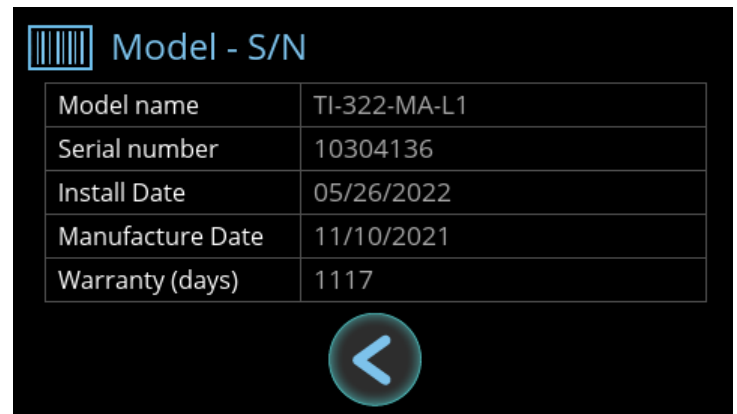 Model - S/N
Model name TI-322-MA-L1
Serial number 10304136
Install Date 05/26/2022
Manufacture Date 11/10/2021
Warranty (days) 1117